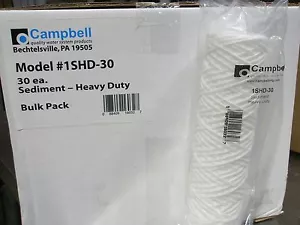 Campbell
quality water system products
Bechtelsville, PA 19505
Model #1SHD-30
30 ea.
Sediment – Heavy Duty
Bulk Pack
Campbell
1SHD-30